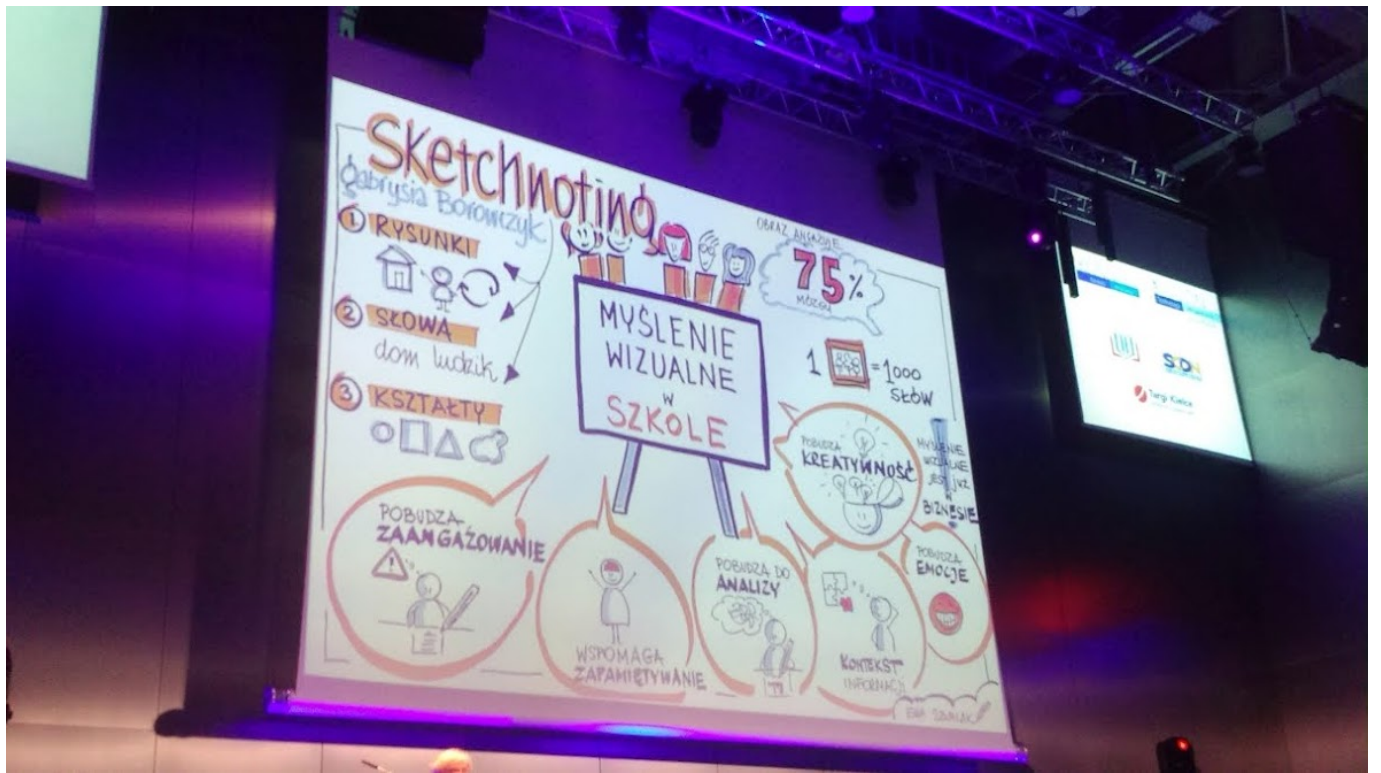 Sketchnoting
Gabrysia Borowczyk
1 RYSUNKI
2 SŁOWA
dom ludzik
3 KSZTAŁTY
MYŚLENIE
WIZUALNE
W
SZKOLE
OBRAZ ANGAŻUJE
75%
MÓZGU
1 = 1000
SŁÓW
POBUDZA
KREATYWNOŚĆ
MYŚLENIE
WIZUALNE
JEST JUŻ
W
BIZNESIE
POBUDZA
ZAANGAŻOWANIE
WSPOMAGA
ZAPAMIĘTYWANIE
POBUDZA DO
ANALIZY
KONTEKST
INFORMACJI
POBUDZA
EMOCJE
Targi Kielce